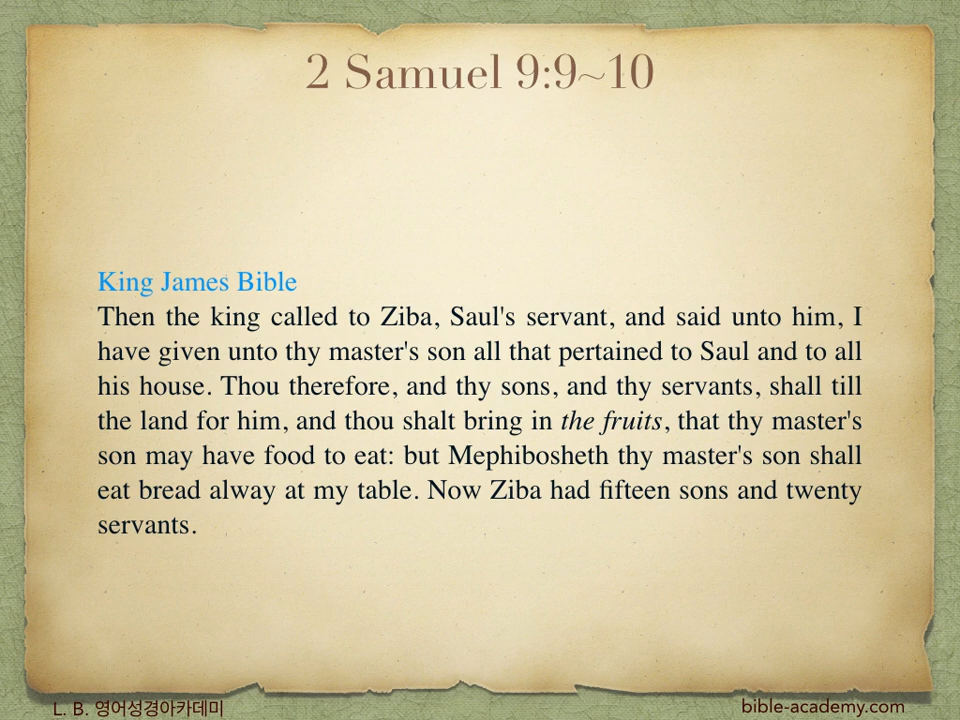 2 Samuel 9:9~10
King James Bible
Then the king called to Ziba, Saul's servant, and said unto him, I
have given unto thy master's son all that pertained to Saul and to all
his house. Thou therefore, and thy sons, and thy servants, shall till
the land for him, and thou shalt bring in the fruits, that thy master's
son may have food to eat: but Mephibosheth thy master's son shall
eat bread alway at my table. Now Ziba had fifteen sons and twenty
servants.
L. B. 영어성경아카데미
bible-academy.com